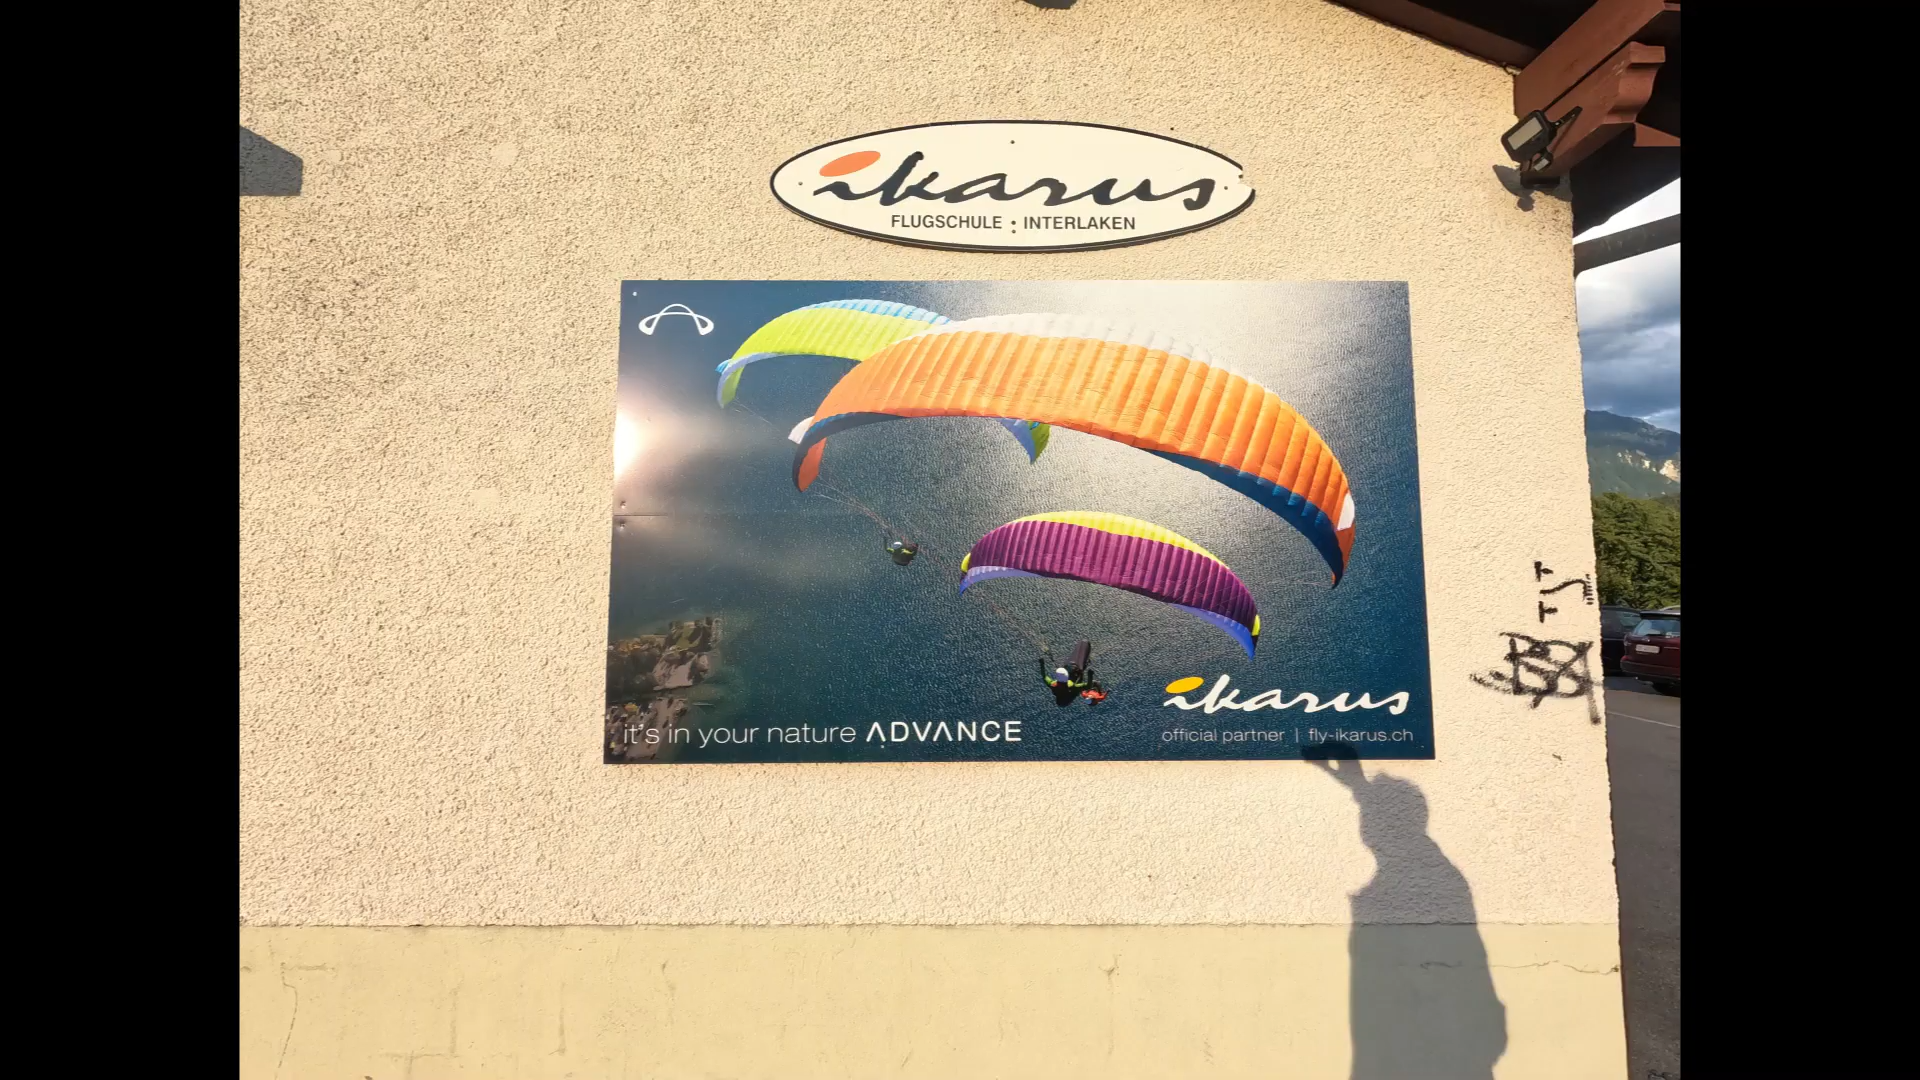 ikarus
FLUGSCHULE : INTERLAKEN
ikarus
it's in your nature ADVANCE
official partner | fly-ikarus.ch